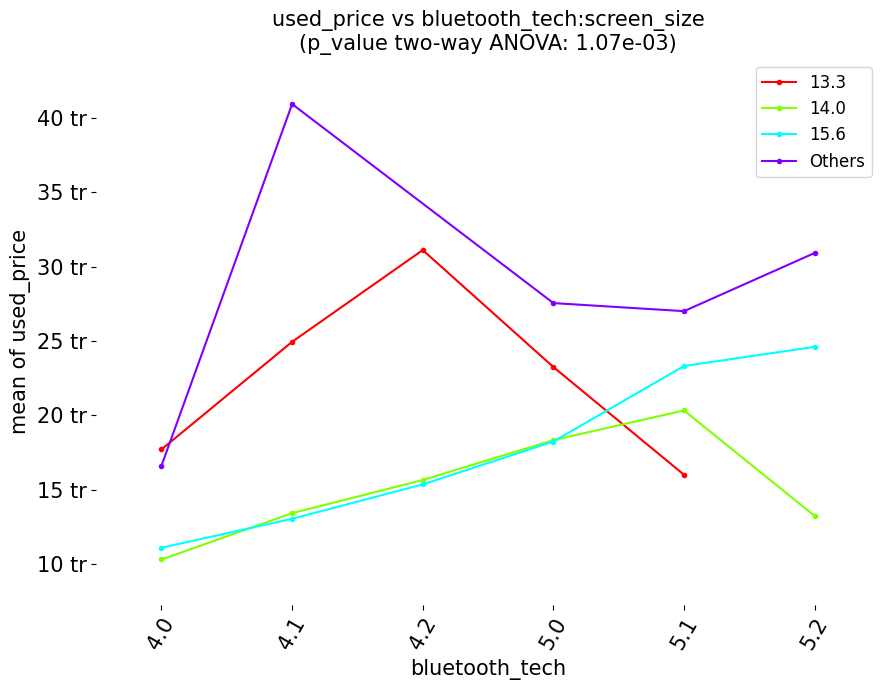 used_price vs bluetooth_tech:screen_size
(p_value two-way ANOVA: 1.07e-03)
13.3
14.0
15.6
Others
40 tr
35 tr
30 tr
25 tr
20 tr
15 tr
10 tr
mean of used_price
4.0
4.1
4.2
5.0
5.1
5.2
bluetooth_tech